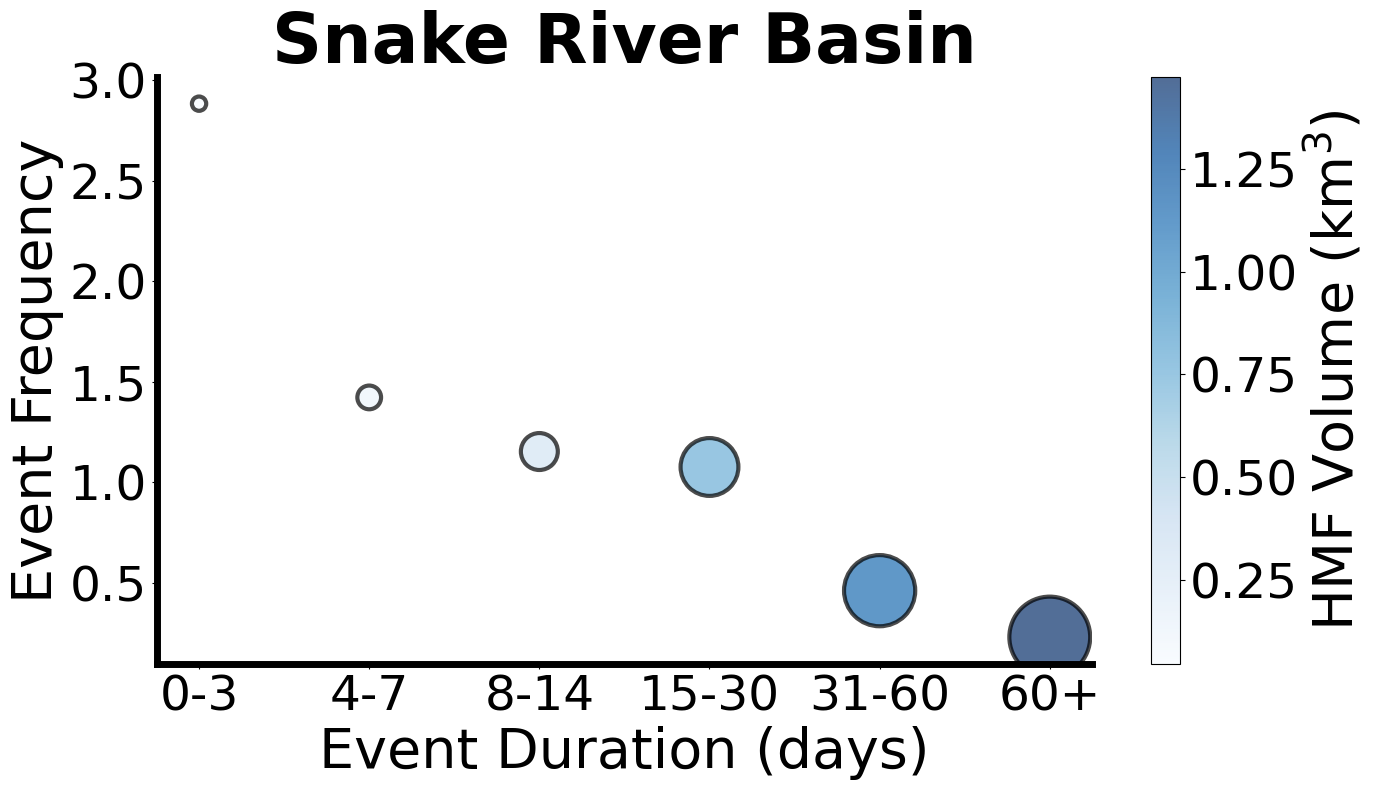 Snake River Basin
Event Frequency
3.0
2.5
2.0
1.5
1.0
0.5
0-3 4-7 8-14 15-30 31-60 60+
Event Duration (days)
1.25
1.00
0.75
0.50
0.25
HMF Volume (km³)